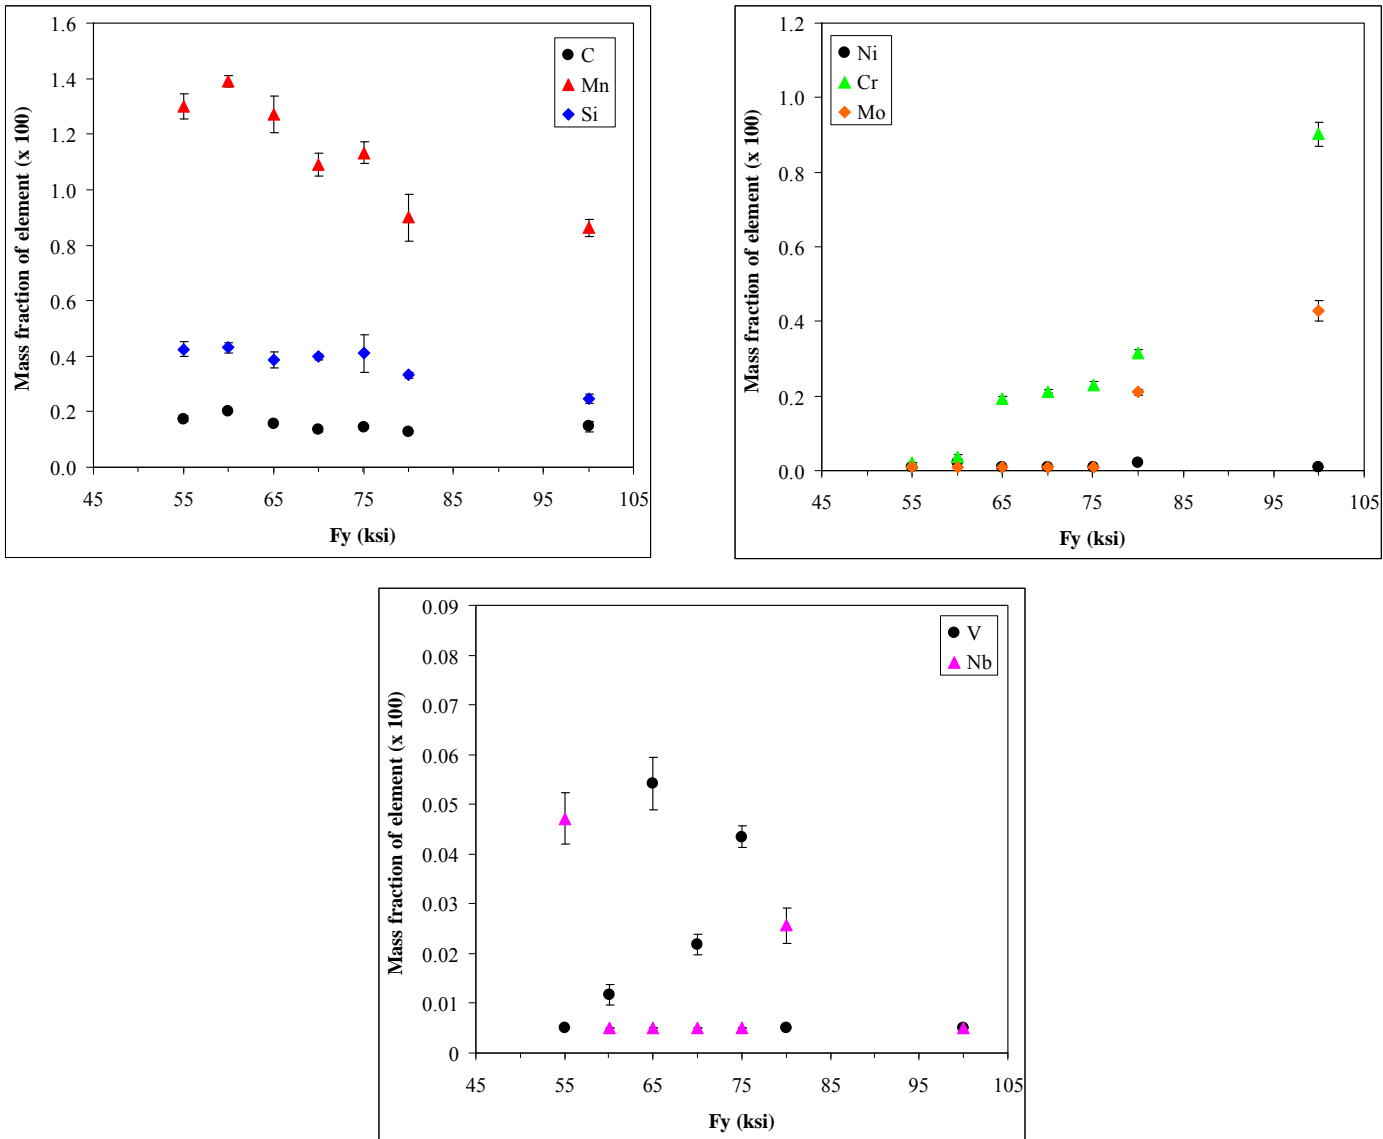 1.6
1.4
1.2
1.0
0.8
0.6
0.4
0.2
0.0
Mass fraction of element (x 100)
C
Mn
Si
45 55 65 75 85 95 105
Fy (ksi)
1.2
1.0
0.8
0.6
0.4
0.2
0.0
Mass fraction of element (x 100)
Ni
Cr
Mo
45 55 65 75 85 95 105
Fy (ksi)
0.09
0.08
0.07
0.06
0.05
0.04
0.03
0.02
0.01
0
Mass fraction of element (x 100)
V
Nb
45 55 65 75 85 95 105
Fy (ksi)